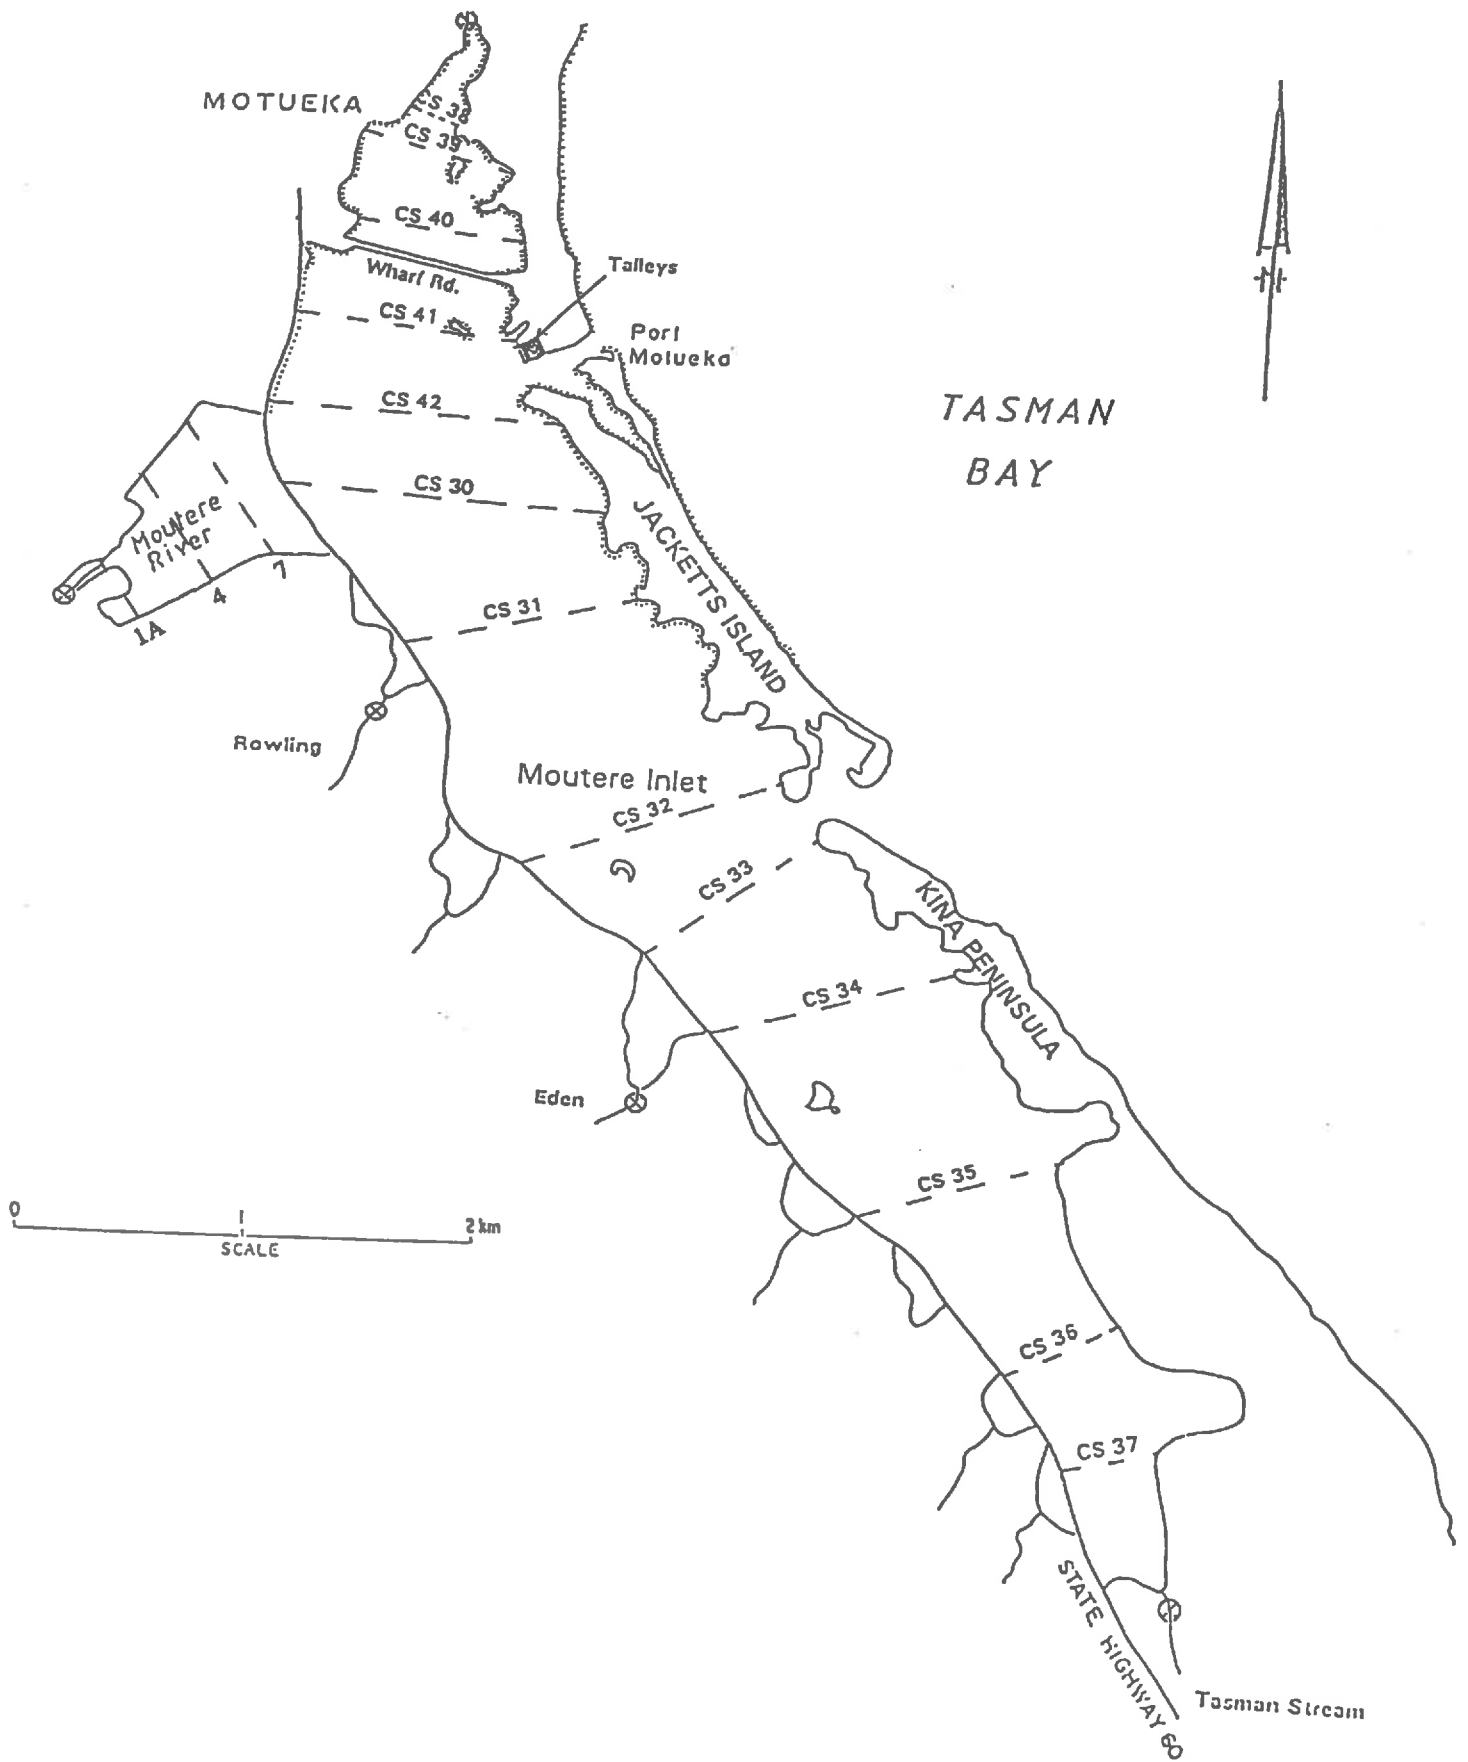 MOTUEKA
CS 38
CS 39
CS 40
Wharf Rd.
Talleys
CS 41
Port
Motueka
CS 42
TASMAN
BAY
CS 30
Moutere
River
JACKETTS ISLAND
7
4
1A
CS 31
Rowling
Moutere Inlet
CS 32
CS 33
KINA PENINSULA
CS 34
Eden
CS 35
0
1
2 km
SCALE
CS 36
CS 37
STATE HIGHWAY 60
Tasman Stream